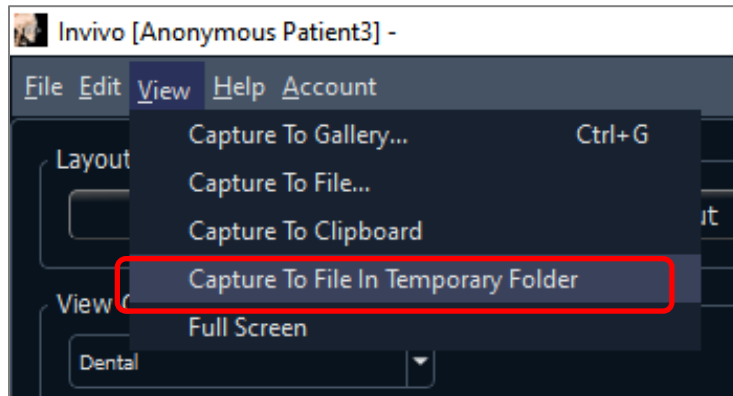 Invivo [Anonymous Patient3] -
File Edit View Help Account
Capture To Gallery... Ctrl+G
Layout
Capture To File...
Capture To Clipboard
Capture To File In Temporary Folder
View
Full Screen
Dental